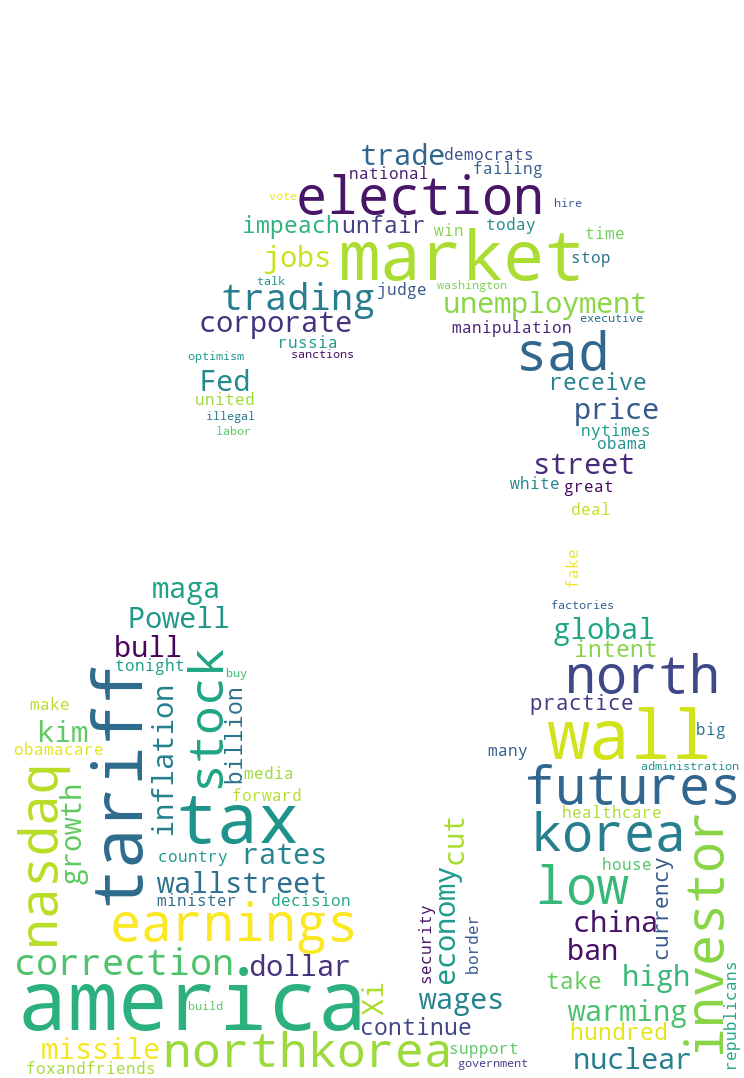 trade democrats
national failing
vote election hire
impeach unfair win today time
jobs market stop
talk judge washington
trading unemployment
corporate manipulation executive
russia sad
optimism sanctions
Fed receive
united price
illegal nytimes
labor obama
street
white great
deal
fake
maga factories
Powell global
bull intent
tonight north
stock buy
tariff practice
make inflation billion wall big
kim many
obamacare administration
nasdaq growth media futures
forward healthcare
tax cut korea
country rates house
wallstreet low currency investor
minister decision
earnings economy security border china
correction dollar ban
america Xi take high
build wages warming
continue hundred
missile northkorea support nuclear
foxandfriends government republicans